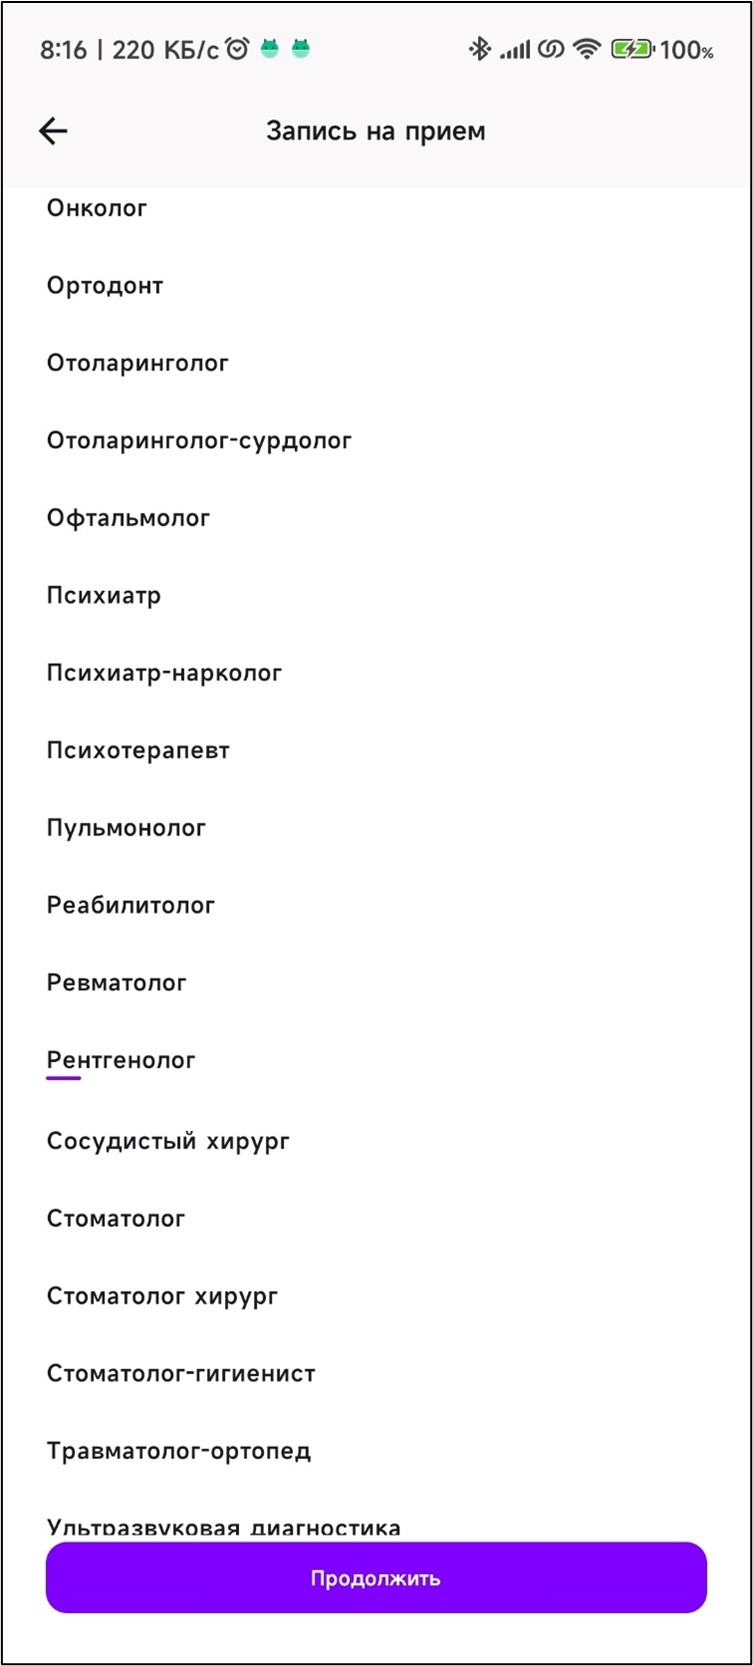 8:16 | 220 КБ/с 100%
Запись на прием
Онколог
Ортодонт
Отоларинголог
Отоларинголог-сурдолог
Офтальмолог
Психиатр
Психиатр-нарколог
Психотерапевт
Пульмонолог
Реабилитолог
Ревматолог
Рентгенолог
Сосудистый хирург
Стоматолог
Стоматолог хирург
Стоматолог-гигиенист
Травматолог-ортопед
Ультразвуковая диагностика
Продолжить